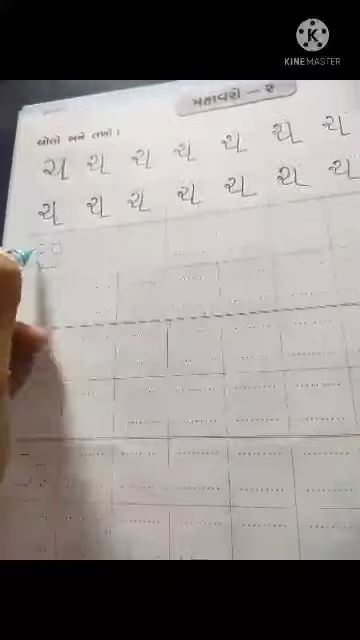 K
KINEMASTER
મહાવરો – ૨
બોલો અને લખો ।
ચ ચ ચ ચ ચ ચ ચ
ચ ચ ચ ચ ચ ચ ચ